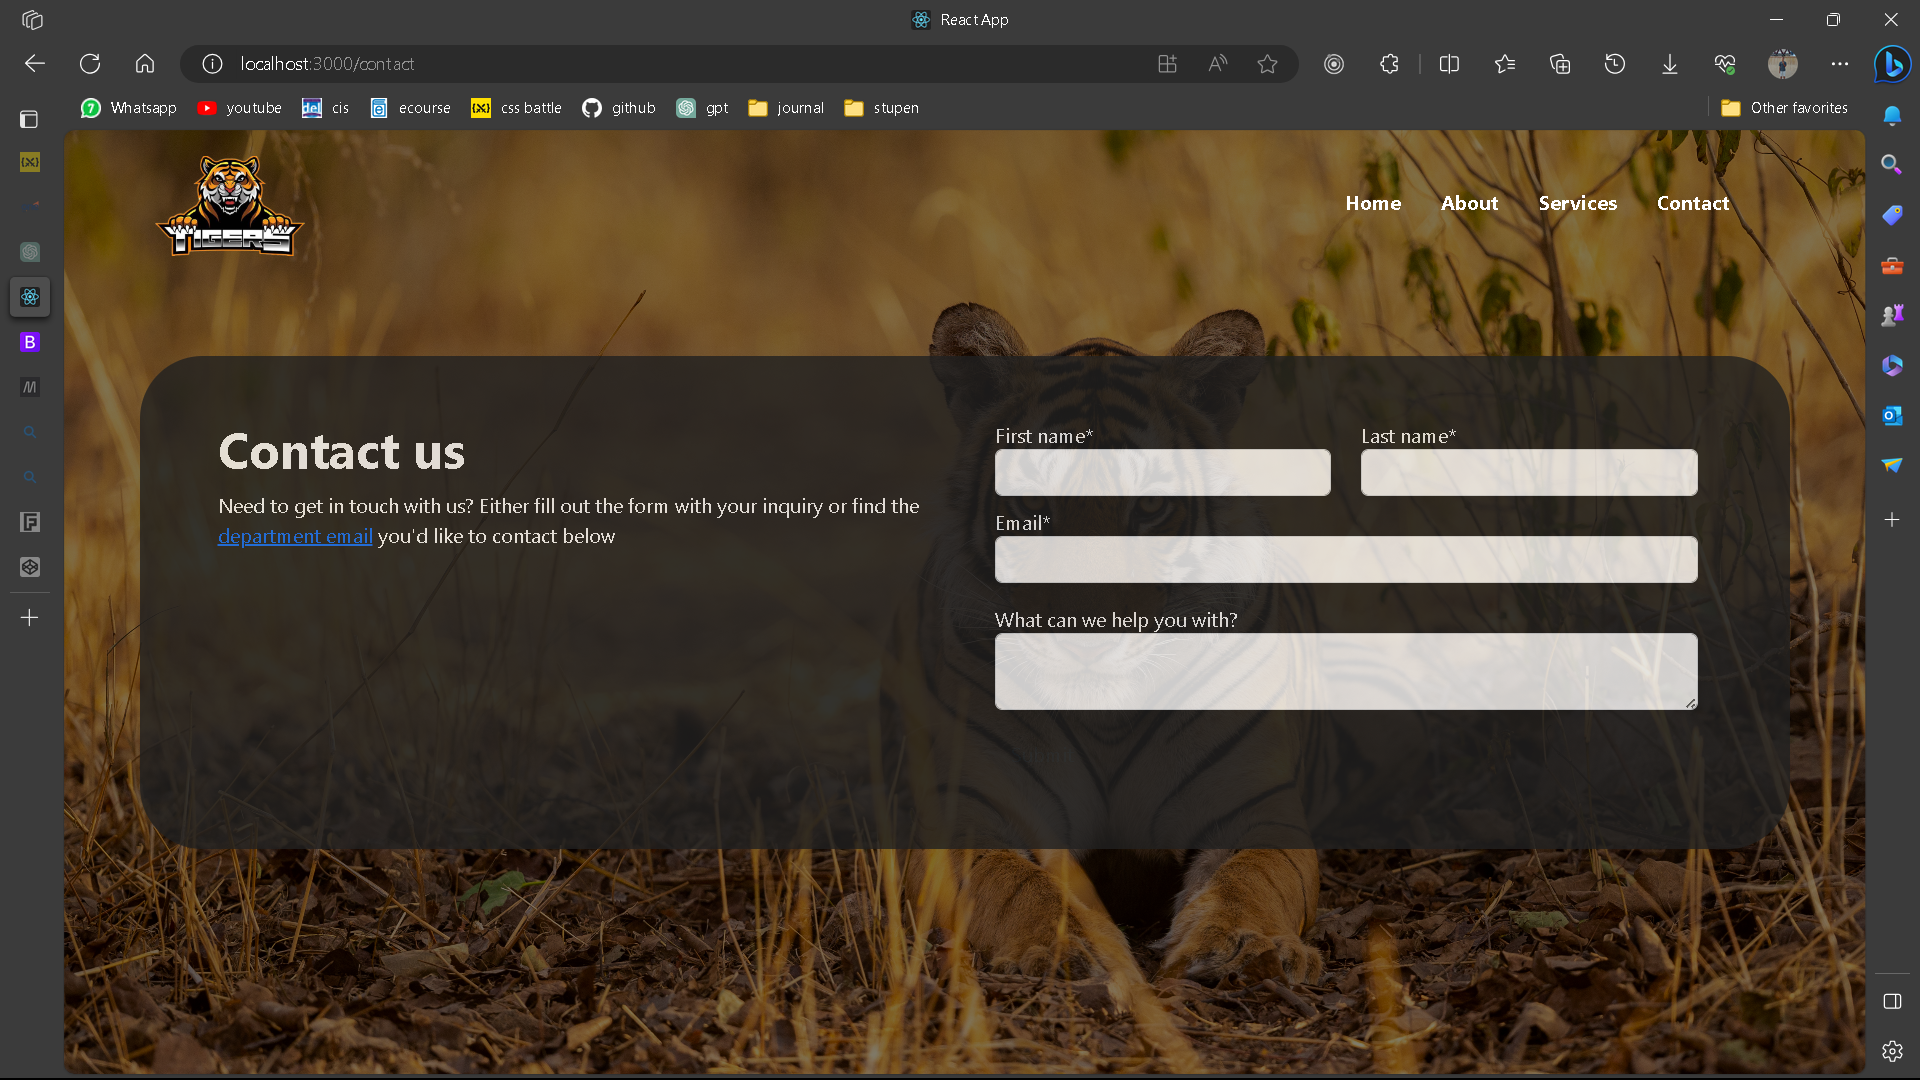 React App
localhost:3000/contact
Whatsapp youtube cis ecourse css battle github gpt journal stupen Other favorites
TIGERS
Home About Services Contact
Contact us
Need to get in touch with us? Either fill out the form with your inquiry or find the
department email you'd like to contact below
First name* Last name*
Email*
What can we help you with?